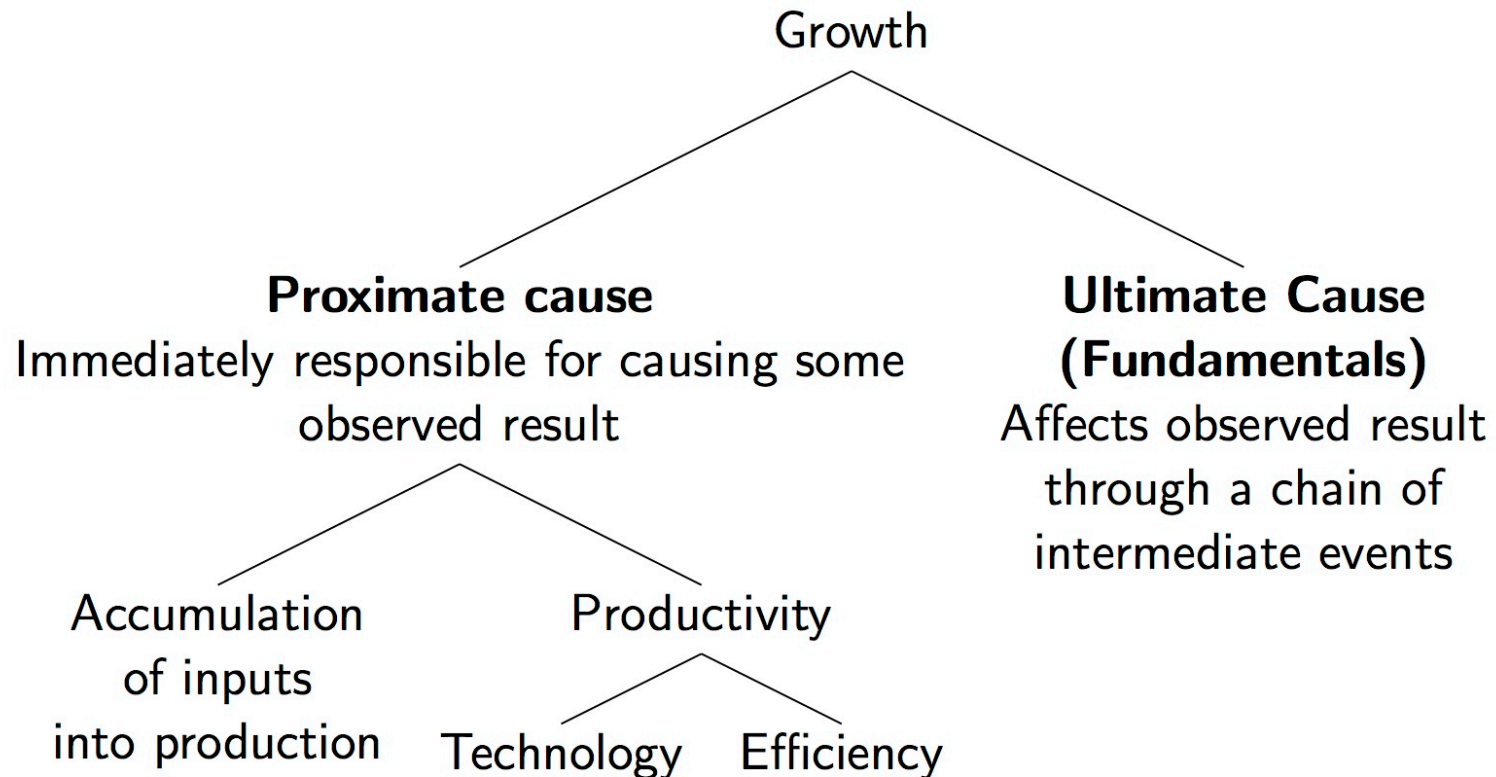 Growth
Proximate cause
Immediately responsible for causing some
observed result
Ultimate Cause
(Fundamentals)
Affects observed result
through a chain of
intermediate events
Accumulation
of inputs
into production
Productivity
Technology
Efficiency